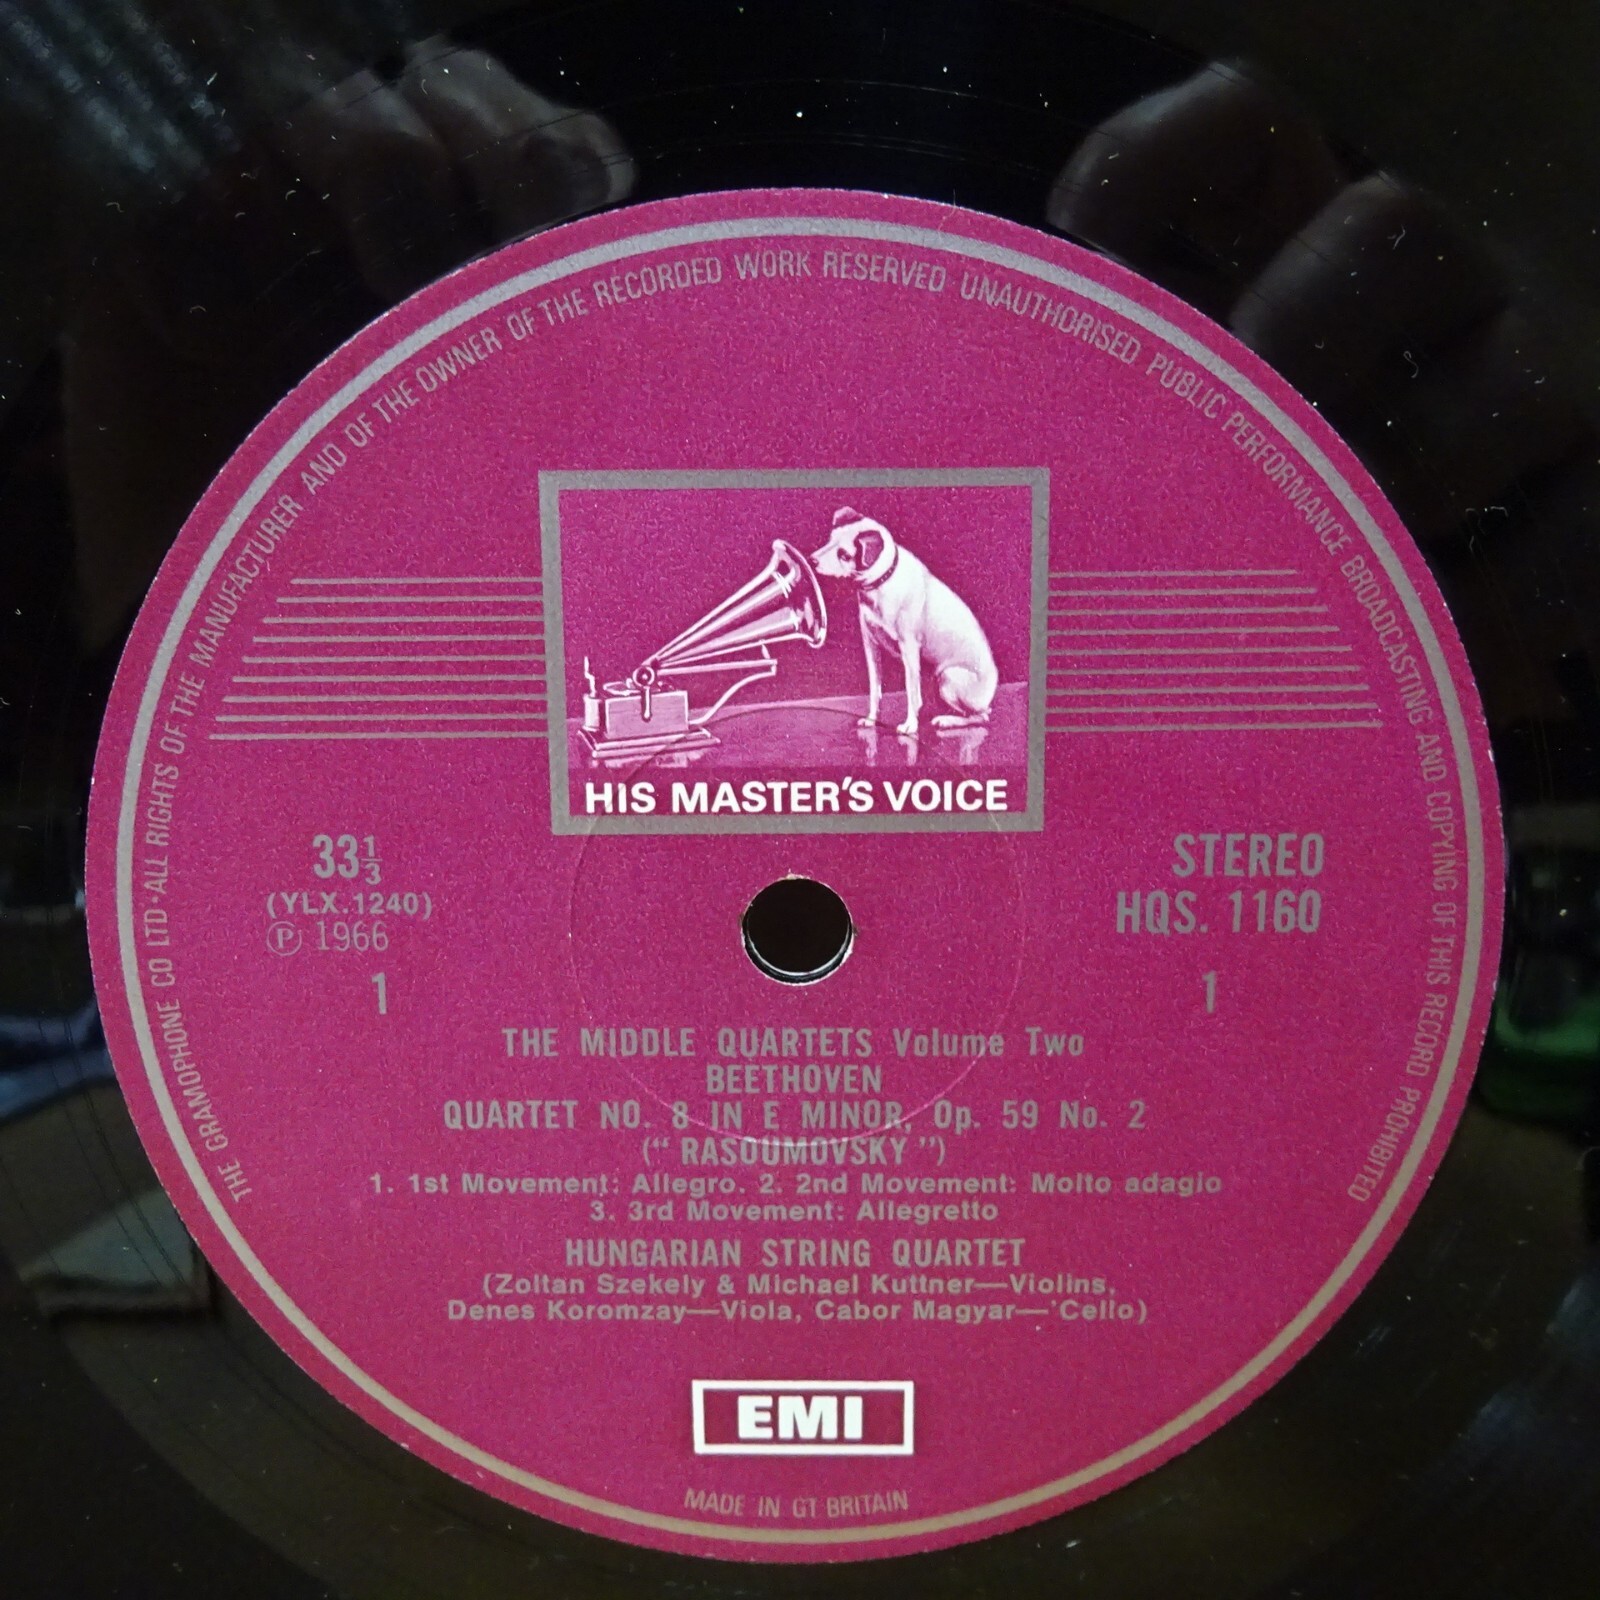 THE GRAMOPHONE CO LTD · ALL RIGHTS OF THE MANUFACTURER AND OF THE OWNER OF THE RECORDED WORK RESERVED UNAUTHORISED PUBLIC PERFORMANCE BROADCASTING AND COPYING OF THIS RECORD PROHIBITED
HIS MASTER'S VOICE
33 1/3
(YLX.1240)
Ⓟ 1966
1
STEREO
HQS. 1160
1
THE MIDDLE QUARTETS Volume Two
BEETHOVEN
QUARTET NO. 8 IN E MINOR, Op. 59 No. 2
("RASOUMOVSKY")
1. 1st Movement: Allegro. 2. 2nd Movement: Molto adagio
3. 3rd Movement: Allegretto
HUNGARIAN STRING QUARTET
(Zoltan Szekely & Michael Kuttner—Violins,
Denes Koromzay—Viola, Cabor Magyar—'Cello)
EMI
MADE IN GT BRITAIN